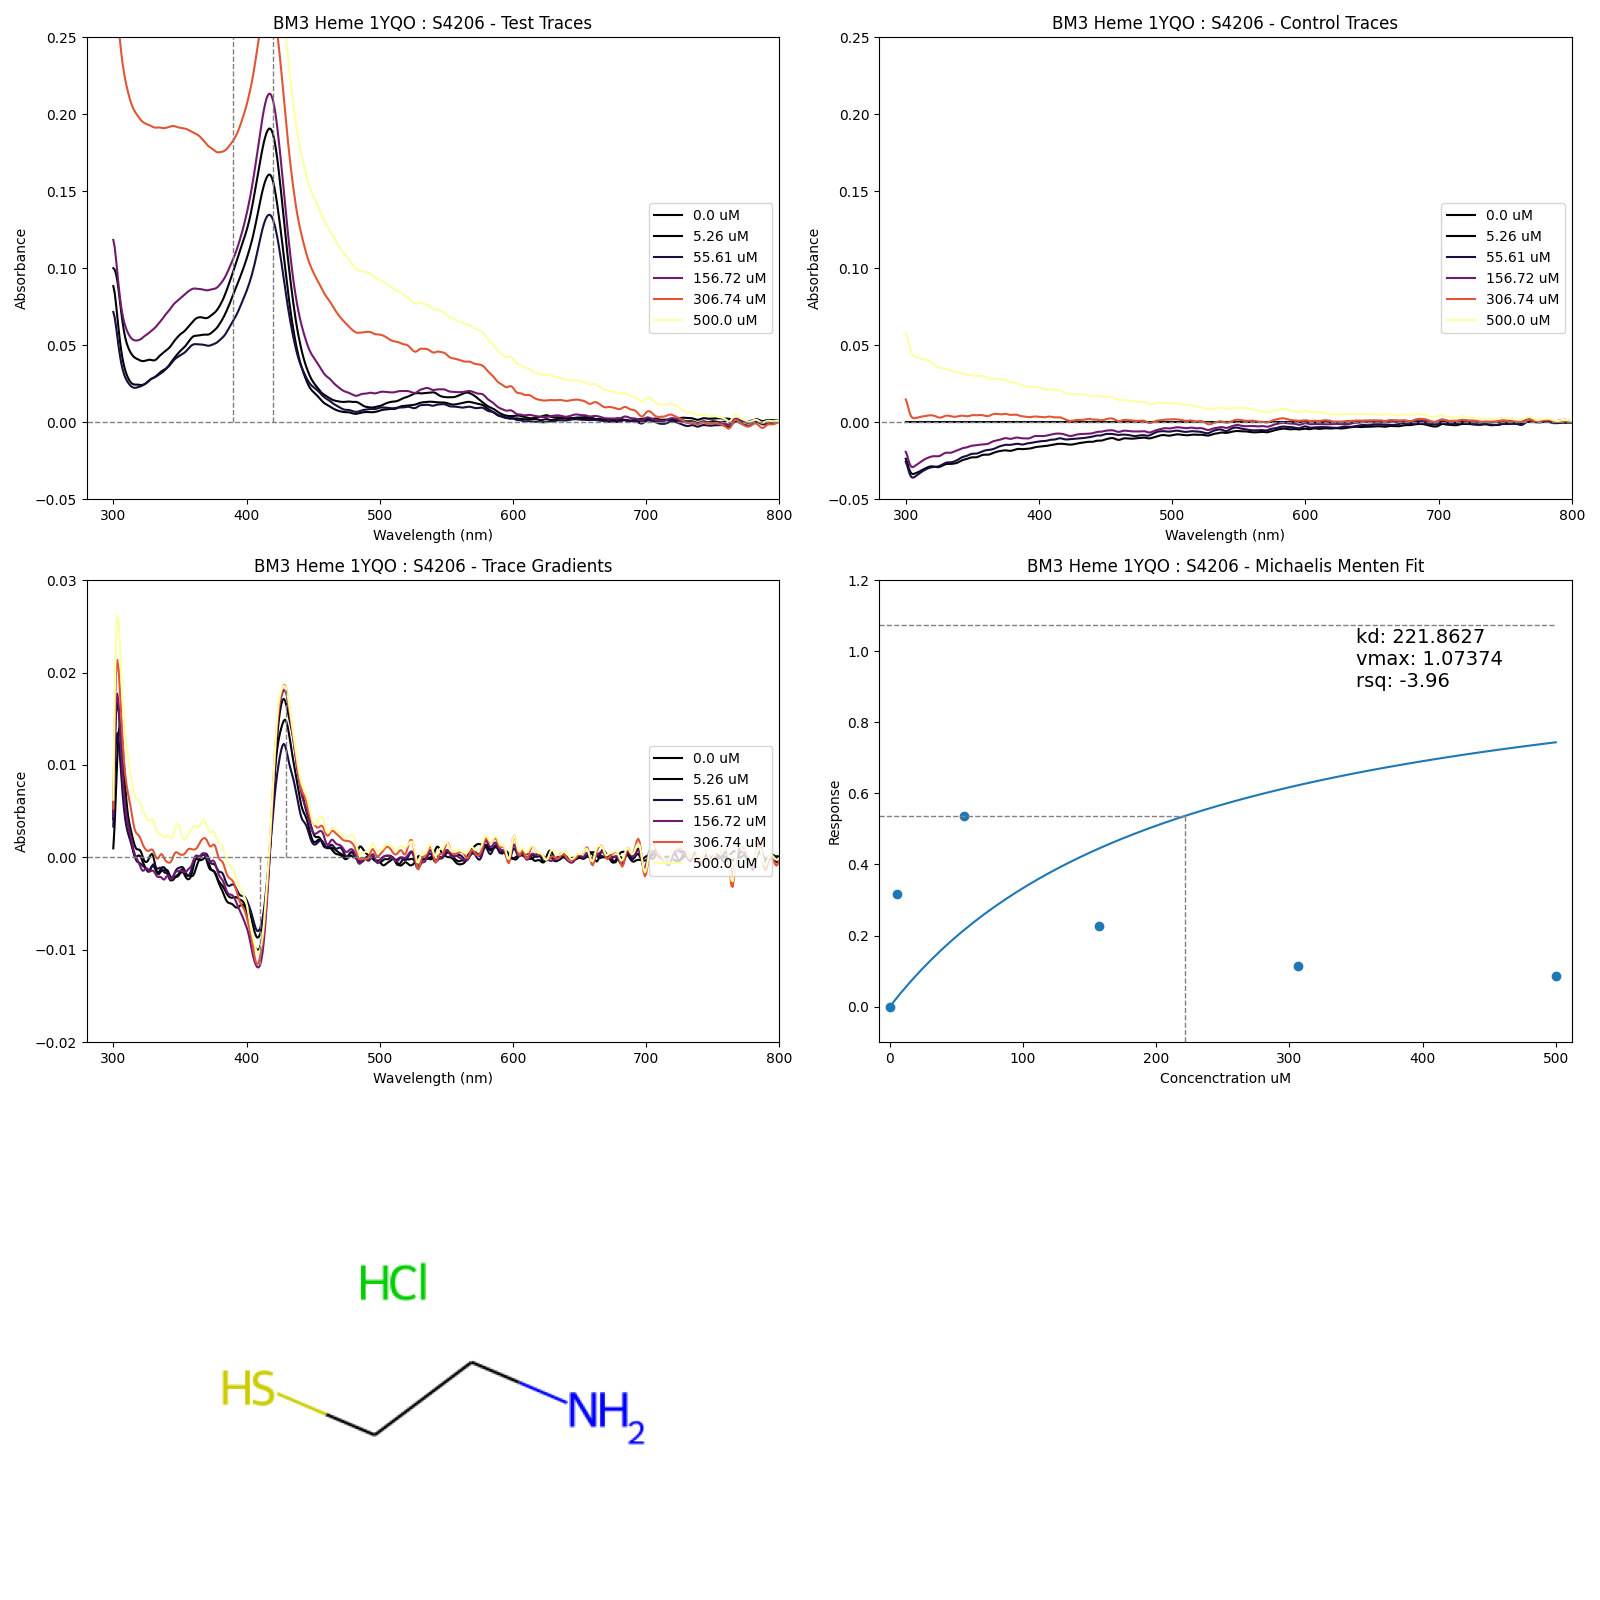 BM3 Heme 1YQO : S4206 - Test Traces
0.25
0.20
0.15
0.10
0.05
0.00
−0.05
Absorbance
300
400
500
600
700
800
Wavelength (nm)
0.0 uM
5.26 uM
55.61 uM
156.72 uM
306.74 uM
500.0 uM
BM3 Heme 1YQO : S4206 - Control Traces
0.25
0.20
0.15
0.10
0.05
0.00
−0.05
Absorbance
300
400
500
600
700
800
Wavelength (nm)
0.0 uM
5.26 uM
55.61 uM
156.72 uM
306.74 uM
500.0 uM
BM3 Heme 1YQO : S4206 - Trace Gradients
0.03
0.02
0.01
0.00
−0.01
−0.02
Absorbance
300
400
500
600
700
800
Wavelength (nm)
0.0 uM
5.26 uM
55.61 uM
156.72 uM
306.74 uM
500.0 uM
BM3 Heme 1YQO : S4206 - Michaelis Menten Fit
1.2
1.0
0.8
0.6
0.4
0.2
0.0
Response
0
100
200
300
400
500
Concenctration uM
kd: 221.8627
vmax: 1.07374
rsq: -3.96
HCl
HS
NH2